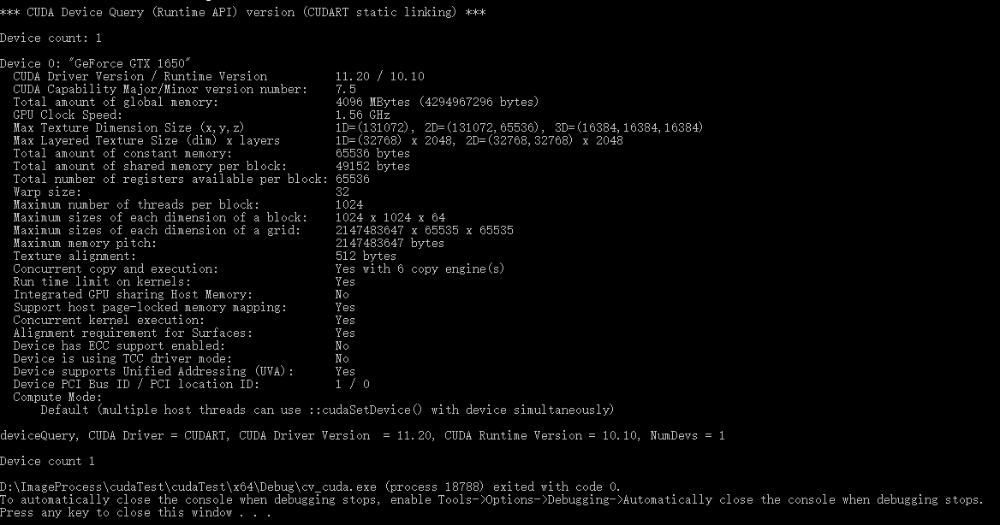 *** CUDA Device Query (Runtime API) version (CUDART static linking) ***
Device count: 1
Device 0: "GeForce GTX 1650"
CUDA Driver Version / Runtime Version 11.20 / 10.10
CUDA Capability Major/Minor version number: 7.5
Total amount of global memory: 4096 MBytes (4294967296 bytes)
GPU Clock Speed: 1.56 GHz
Max Texture Dimension Size (x,y,z) 1D=(131072), 2D=(131072,65536), 3D=(16384,16384,16384)
Max Layered Texture Size (dim) x layers 1D=(32768) x 2048, 2D=(32768,32768) x 2048
Total amount of constant memory: 65536 bytes
Total amount of shared memory per block: 49152 bytes
Total number of registers available per block: 65536
Warp size: 32
Maximum number of threads per block: 1024
Maximum sizes of each dimension of a block: 1024 x 1024 x 64
Maximum sizes of each dimension of a grid: 2147483647 x 65535 x 65535
Maximum memory pitch: 2147483647 bytes
Texture alignment: 512 bytes
Concurrent copy and execution: Yes with 6 copy engine(s)
Run time limit on kernels: Yes
Integrated GPU sharing Host Memory: No
Support host page-locked memory mapping: Yes
Concurrent kernel execution: Yes
Alignment requirement for Surfaces: Yes
Device has ECC support enabled: No
Device is using TCC driver mode: No
Device supports Unified Addressing (UVA): Yes
Device PCI Bus ID / PCI location ID: 1 / 0
Compute Mode:
Default (multiple host threads can use ::cudaSetDevice() with device simultaneously)
deviceQuery, CUDA Driver = CUDART, CUDA Driver Version  = 11.20, CUDA Runtime Version = 10.10, NumDevs = 1
Device count 1
D:\ImageProcess\cudaTest\cudaTest\x64\Debug\cv_cuda.exe (process 18788) exited with code 0.
To automatically close the console when debugging stops, enable Tools->Options->Debugging->Automatically close the console when debugging stops.
Press any key to close this window . . .